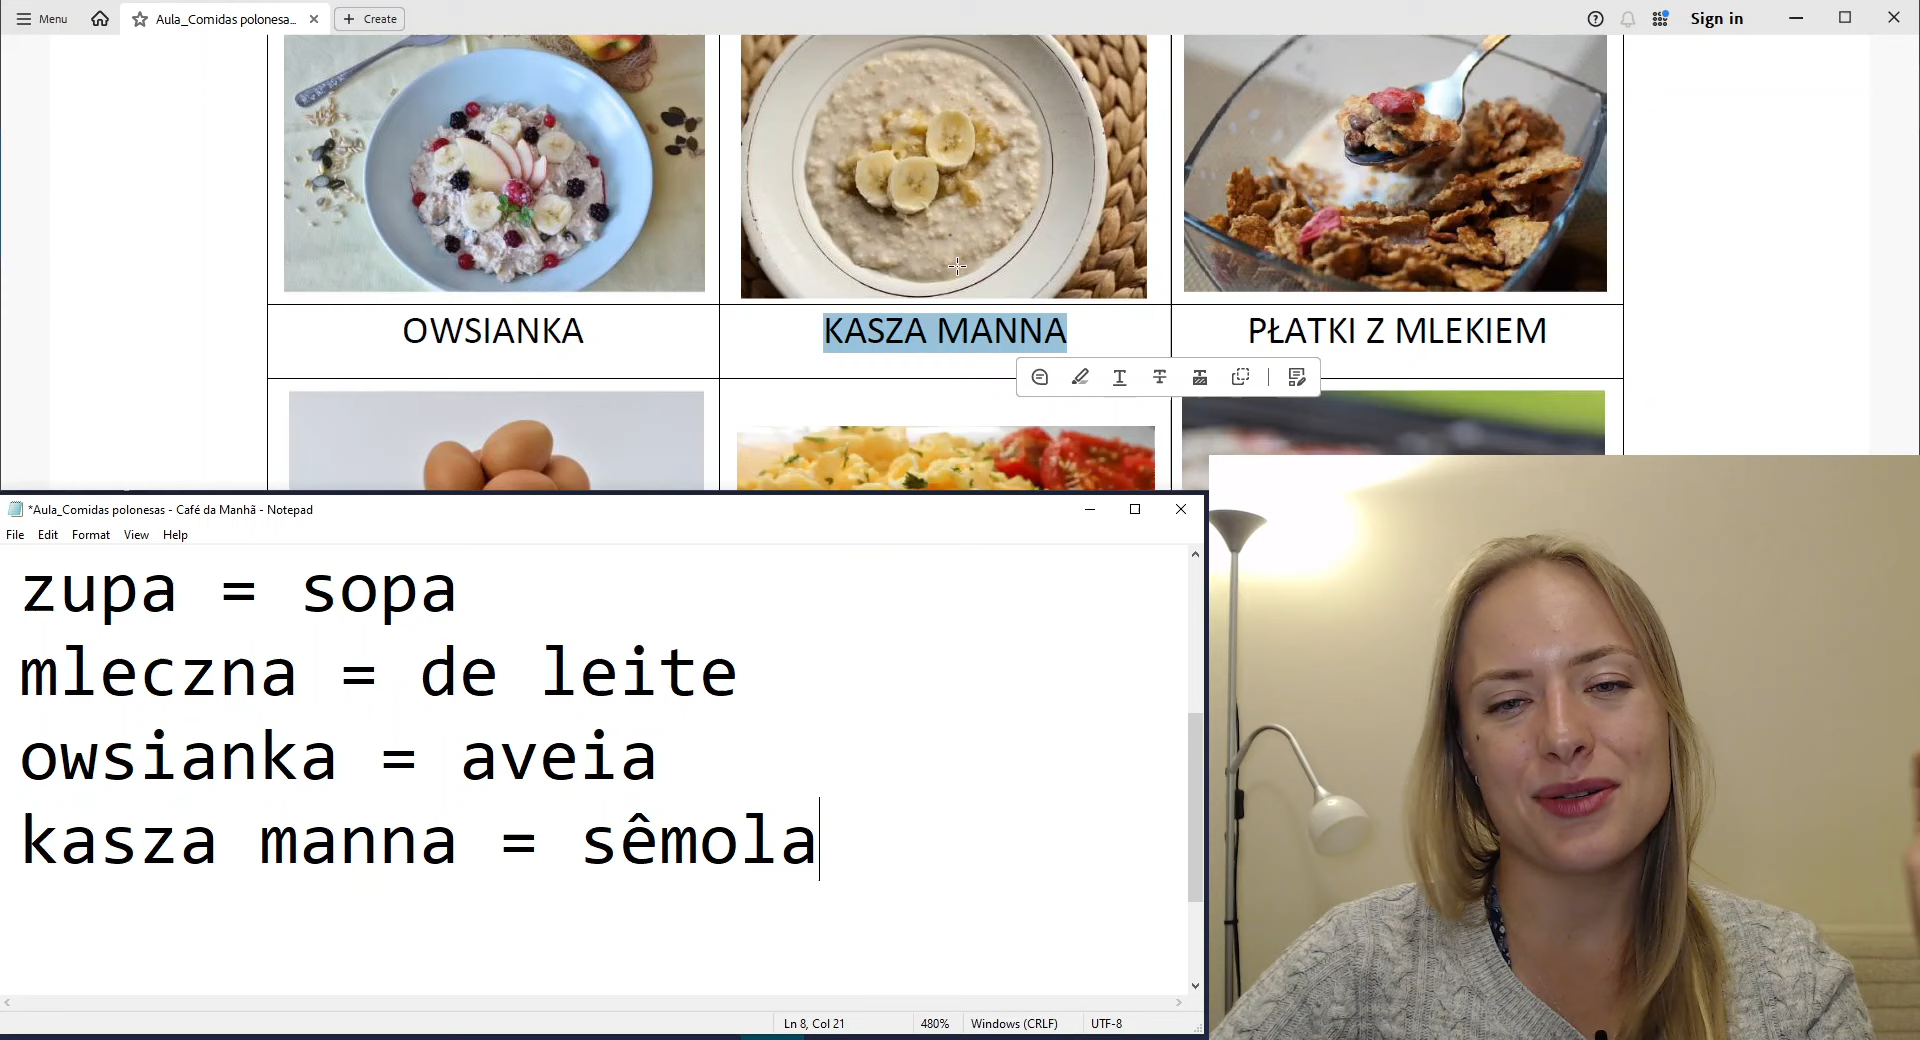 Menu
Aula_Comidas polonesa...
Create
Sign in
OWSIANKA
KASZA MANNA
PŁATKI Z MLEKIEM
*Aula_Comidas polonesas - Café da Manhã - Notepad
File Edit Format View Help
zupa = sopa
mleczna = de leite
owsianka = aveia
kasza manna = sêmola
Ln 8, Col 21
480%
Windows (CRLF)
UTF-8